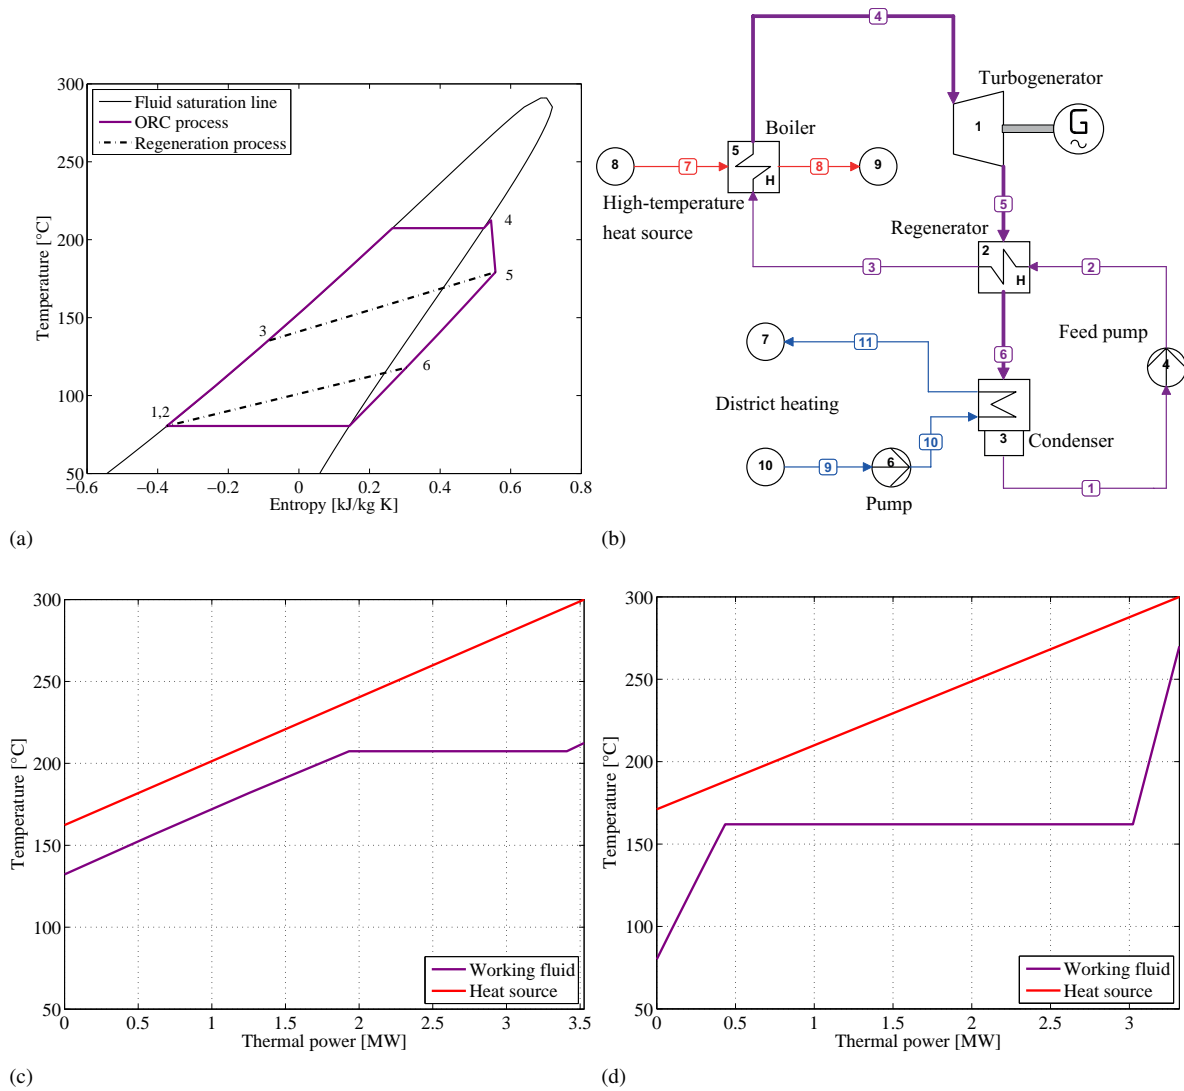 300
250
200
150
100
50
Temperature [°C]
−0.6
−0.4
−0.2
0
0.2
0.4
0.6
0.8
Entropy [kJ/kg K]
Fluid saturation line
ORC process
Regeneration process
1,2
3
4
5
6
(a)
4
Turbogenerator
1
G
~
Boiler
5
H
8
7
8
9
High-temperature
heat source
5
Regenerator
2
H
3
2
Feed pump
4
7
11
6
District heating
3
Condenser
10
10
9
6
Pump
1
(b)
300
250
200
150
100
50
Temperature [°C]
0
0.5
1
1.5
2
2.5
3
3.5
Thermal power [MW]
Working fluid
Heat source
(c)
300
250
200
150
100
50
Temperature [°C]
0
0.5
1
1.5
2
2.5
3
Thermal power [MW]
Working fluid
Heat source
(d)